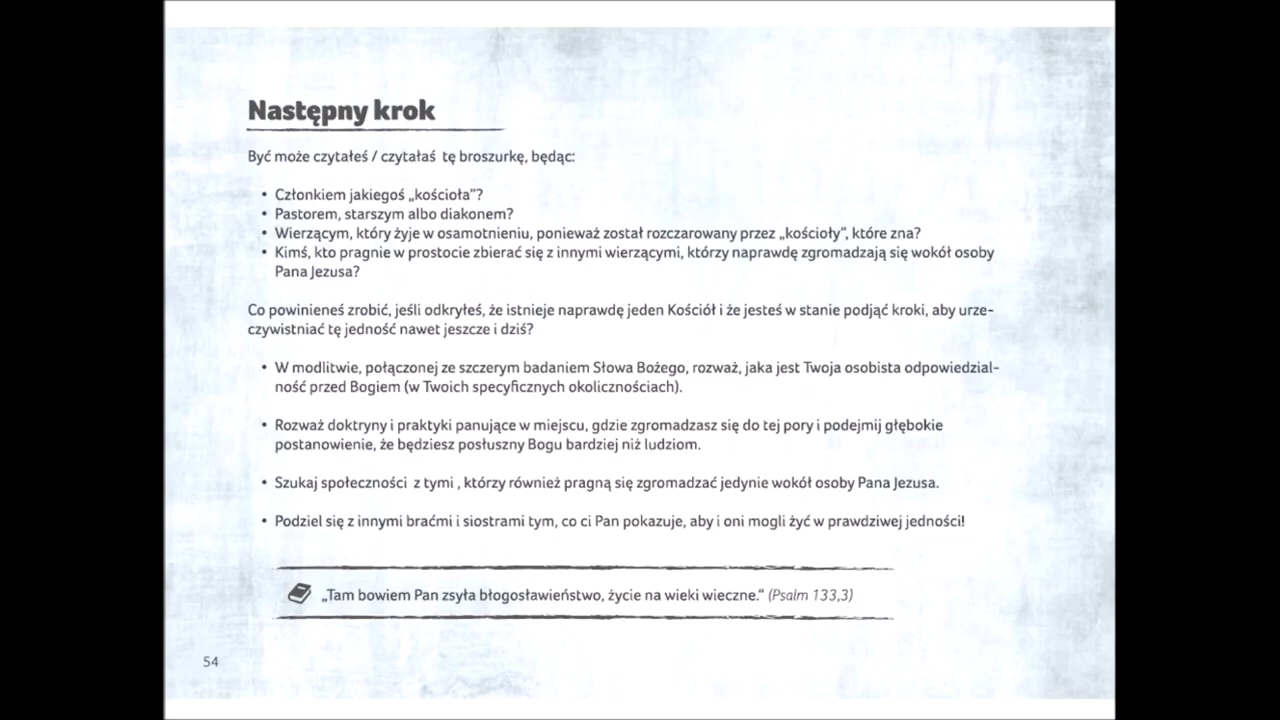 Następny krok
Być może czytałeś / czytałaś tę broszurkę, będąc:
• Członkiem jakiegoś „kościoła”?
• Pastorem, starszym albo diakonem?
• Wierzącym, który żyje w osamotnieniu, ponieważ został rozczarowany przez „kościoły”, które zna?
• Kimś, kto pragnie w prostocie zbierać się z innymi wierzącymi, którzy naprawdę zgromadzają się wokół osoby
Pana Jezusa?
Co powinieneś zrobić, jeśli odkryłeś, że istnieje naprawdę jeden Kościół i że jesteś w stanie podjąć kroki, aby urze-
czywistniać tę jedność nawet jeszcze i dziś?
• W modlitwie, połączonej ze szczerym badaniem Słowa Bożego, rozważ, jaka jest Twoja osobista odpowiedzial-
ność przed Bogiem (w Twoich specyficznych okolicznościach).
• Rozważ doktryny i praktyki panujące w miejscu, gdzie zgromadzasz się do tej pory i podejmij głębokie
postanowienie, że będziesz posłuszny Bogu bardziej niż ludziom.
• Szukaj społeczności z tymi , którzy również pragną się zgromadzać jedynie wokół osoby Pana Jezusa.
• Podziel się z innymi braćmi i siostrami tym, co ci Pan pokazuje, aby i oni mogli żyć w prawdziwej jedności!
„Tam bowiem Pan zsyła błogosławieństwo, życie na wieki wieczne.“ (Psalm 133,3)
54